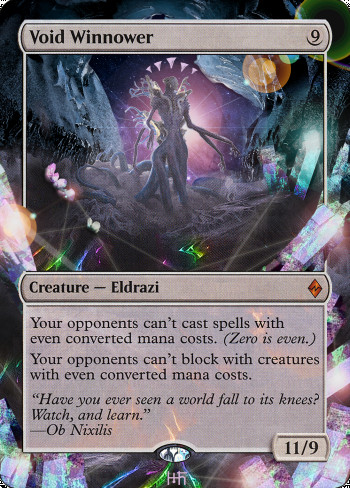 Void Winnower 9
Creature — Eldrazi
Your opponents can't cast spells with
even converted mana costs. (Zero is even.)
Your opponents can't block with creatures
with even converted mana costs.
“Have you ever seen a world fall to its knees?
Watch, and learn.”
—Ob Nixilis
11/9